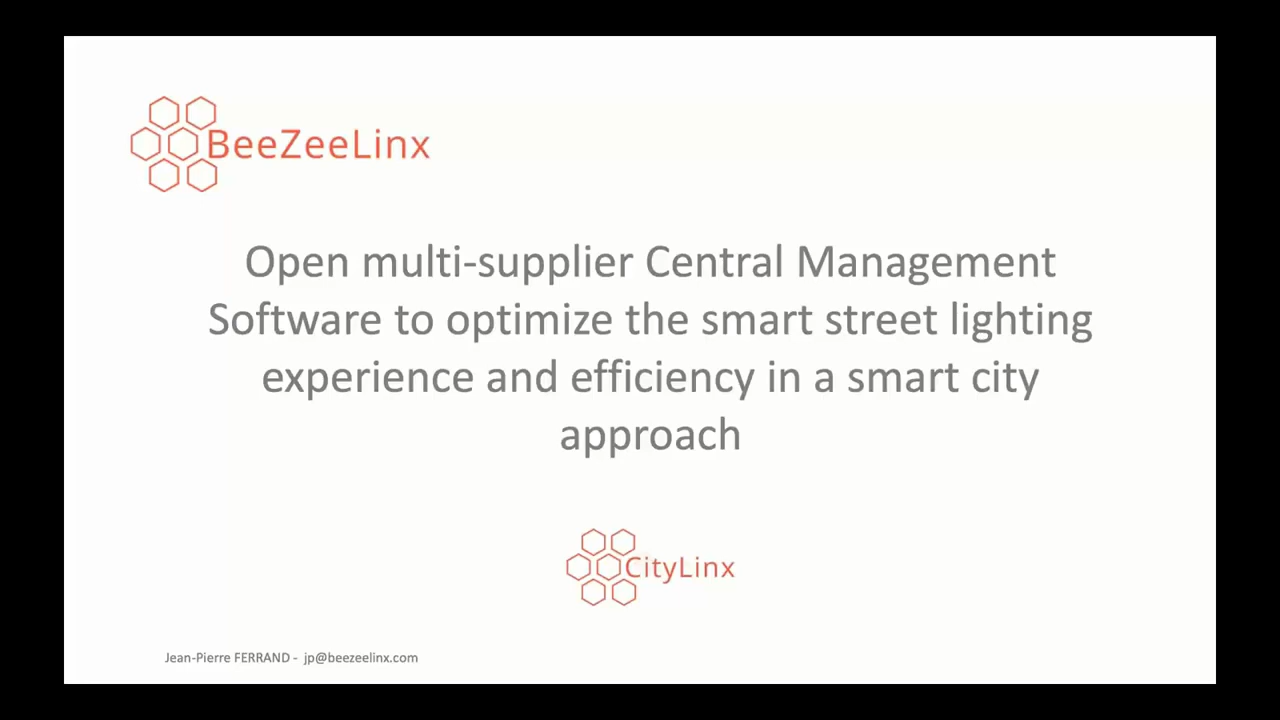 BeeZeeLinx
Open multi-supplier Central Management
Software to optimize the smart street lighting
experience and efficiency in a smart city
approach
CityLinx
Jean-Pierre FERRAND - jp@beezeelinx.com